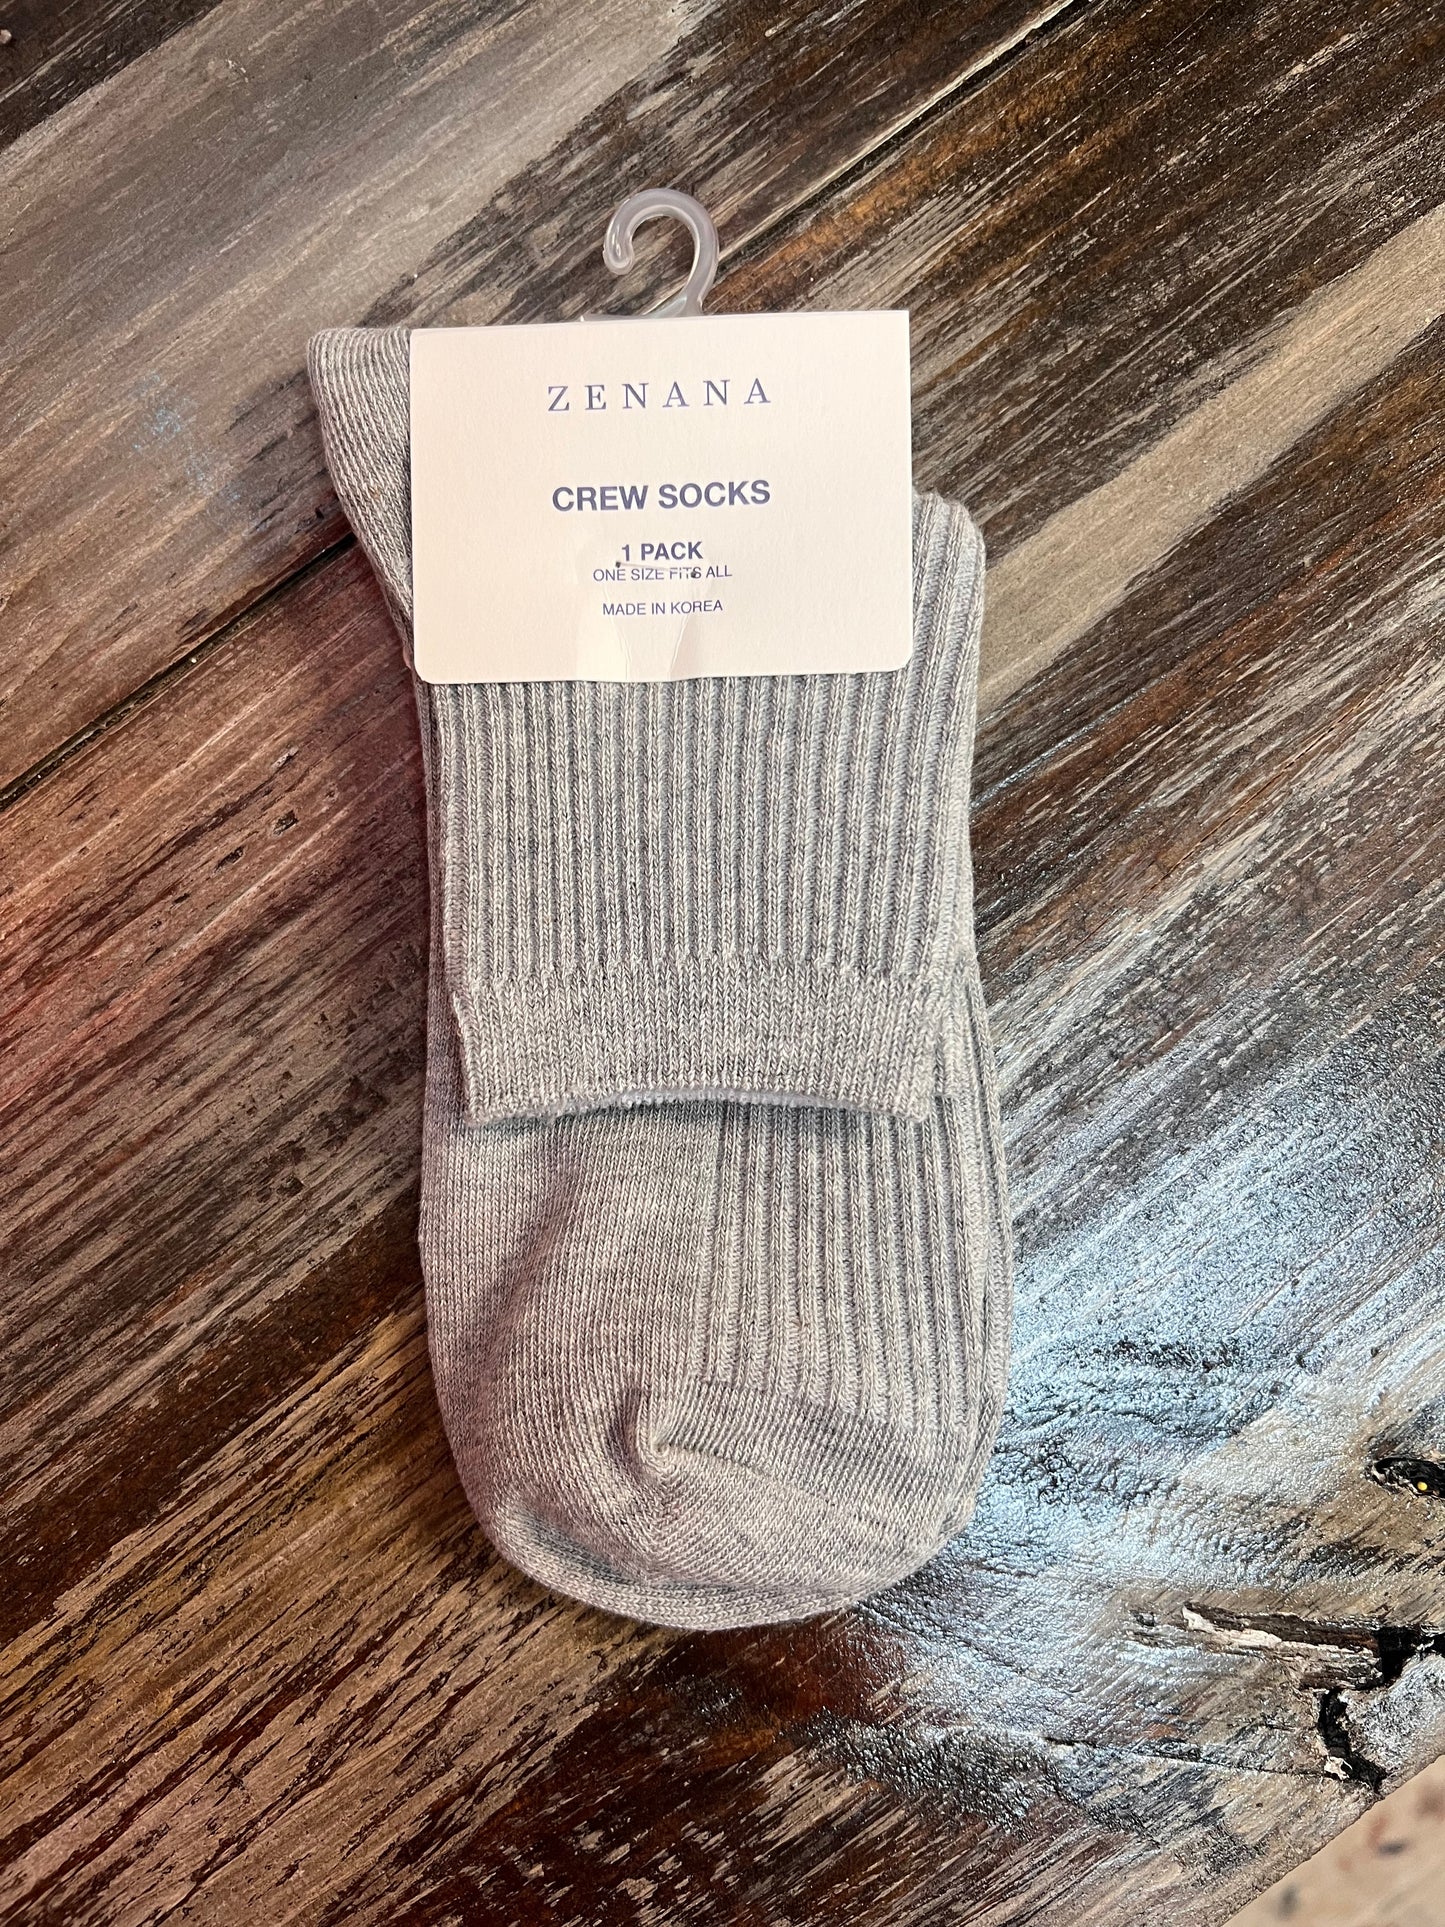 ZENANA
CREW SOCKS
1 PACK
ONE SIZE FITS ALL
MADE IN KOREA